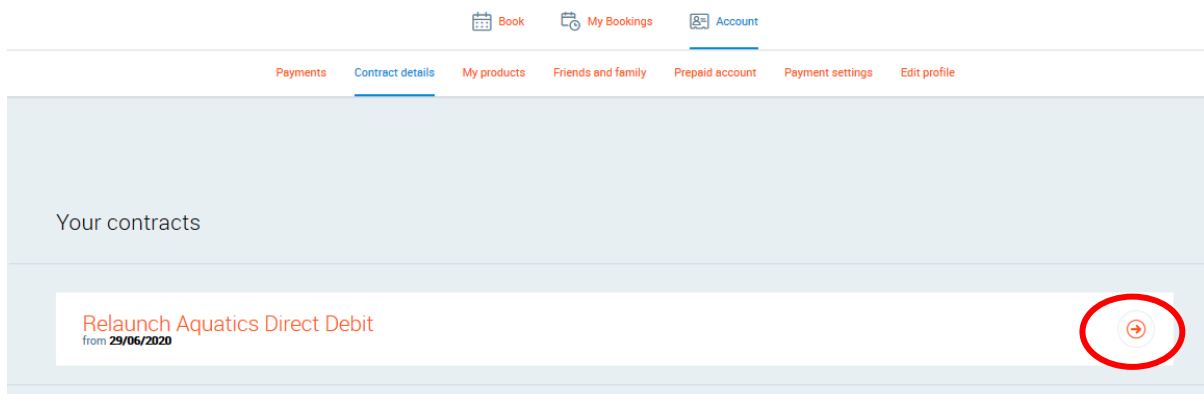 Book My Bookings Account
Payments Contract details My products Friends and family Prepaid account Payment settings Edit profile
Your contracts
Relaunch Aquatics Direct Debit
from 29/06/2020